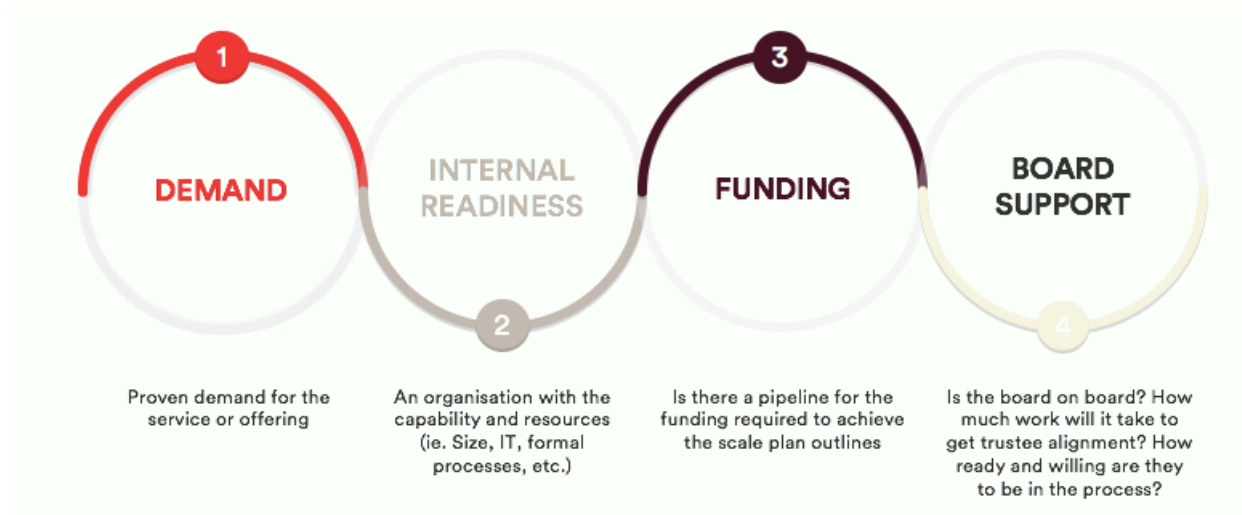 1
DEMAND
Proven demand for the
service or offering
INTERNAL
READINESS
2
An organisation with the
capability and resources
(ie. Size, IT, formal
processes, etc.)
3
FUNDING
Is there a pipeline for the
funding required to achieve
the scale plan outlines
BOARD
SUPPORT
4
Is the board on board? How
much work will it take to
get trustee alignment? How
ready and willing are they
to be in the process?